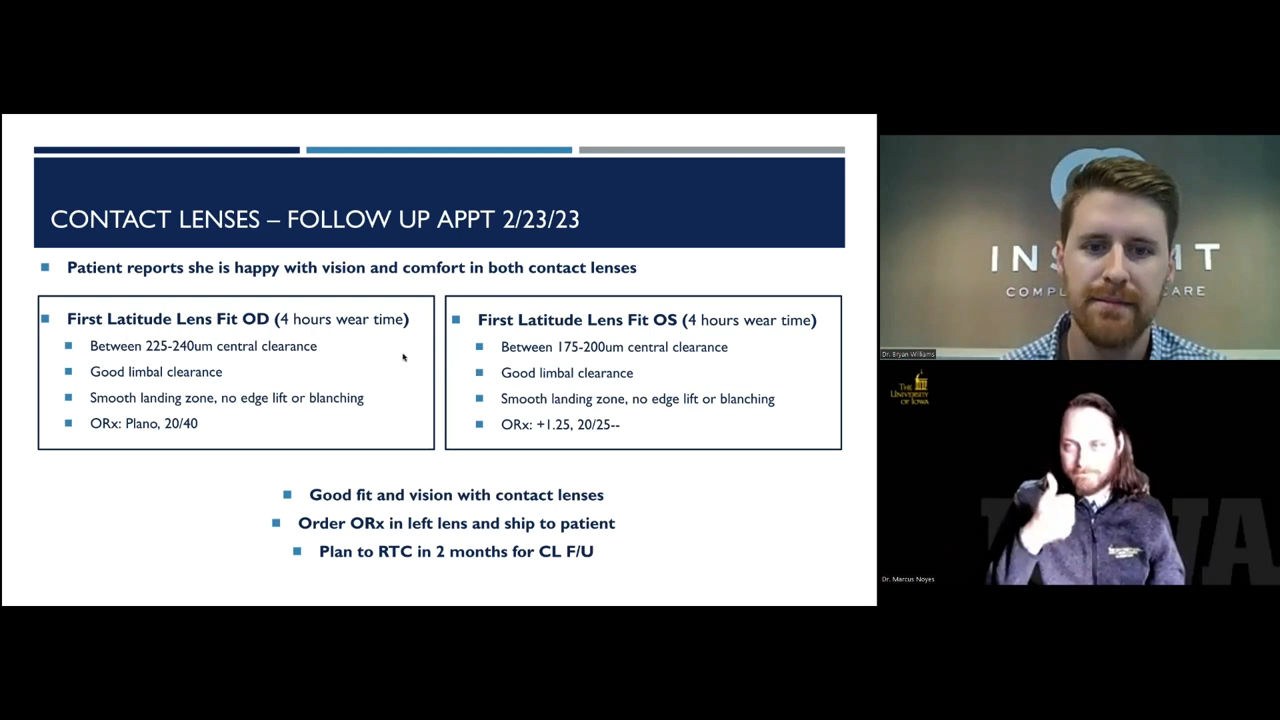 CONTACT LENSES – FOLLOW UP APPT 2/23/23
Patient reports she is happy with vision and comfort in both contact lenses
First Latitude Lens Fit OD (4 hours wear time)
Between 225-240um central clearance
Good limbal clearance
Smooth landing zone, no edge lift or blanching
ORx: Plano, 20/40
First Latitude Lens Fit OS (4 hours wear time)
Between 175-200um central clearance
Good limbal clearance
Smooth landing zone, no edge lift or blanching
ORx: +1.25, 20/25--
Good fit and vision with contact lenses
Order ORx in left lens and ship to patient
Plan to RTC in 2 months for CL F/U
Dr. Bryan Williams
THE
UNIVERSITY
OF IOWA
Dr. Marcus Noyes